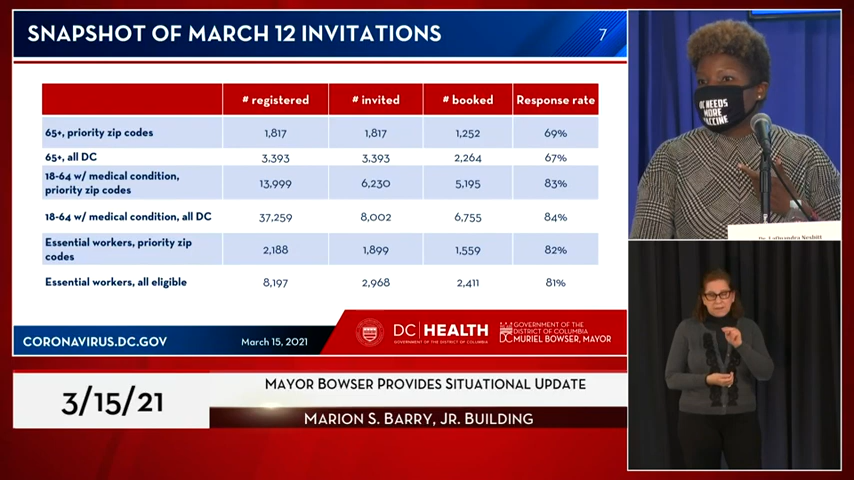 SNAPSHOT OF MARCH 12 INVITATIONS 7
# registered # invited # booked Response rate
65+, priority zip codes 1,817 1,817 1,252 69%
65+, all DC 3,393 3,393 2,264 67%
18-64 w/ medical condition,
priority zip codes 13,999 6,230 5,195 83%
18-64 w/ medical condition, all DC 37,259 8,002 6,755 84%
Essential workers, priority zip
codes 2,188 1,899 1,559 82%
Essential workers, all eligible 8,197 2,968 2,411 81%
CORONAVIRUS.DC.GOV
March 15, 2021
DC HEALTH
GOVERNMENT OF THE DISTRICT OF COLUMBIA
GOVERNMENT OF THE
DISTRICT OF COLUMBIA
DC MURIEL BOWSER, MAYOR
3/15/21
MAYOR BOWSER PROVIDES SITUATIONAL UPDATE
MARION S. BARRY, JR. BUILDING
DC NEEDS
MORE
VACCINE
Dr. LaQuandra Nesbitt